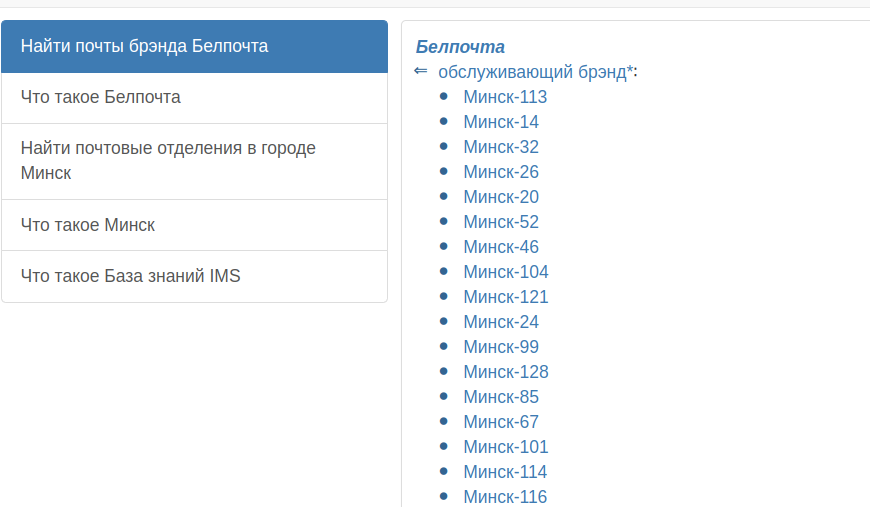 Найти почты брэнда Белпочта
Что такое Белпочта
Найти почтовые отделения в городе
Минск
Что такое Минск
Что такое База знаний IMS
Белпочта
⇐ обслуживающий брэнд*:
● Минск-113
● Минск-14
● Минск-32
● Минск-26
● Минск-20
● Минск-52
● Минск-46
● Минск-104
● Минск-121
● Минск-24
● Минск-99
● Минск-128
● Минск-85
● Минск-67
● Минск-101
● Минск-114
● Минск-116